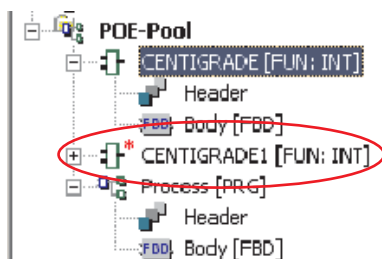 POE-Pool
CENTIGRADE [FUN: INT]
Header
FBD Body [FBD]
* CENTIGRADE1 [FUN: INT]
Process [PRG]
Header
FBD Body [FBD]